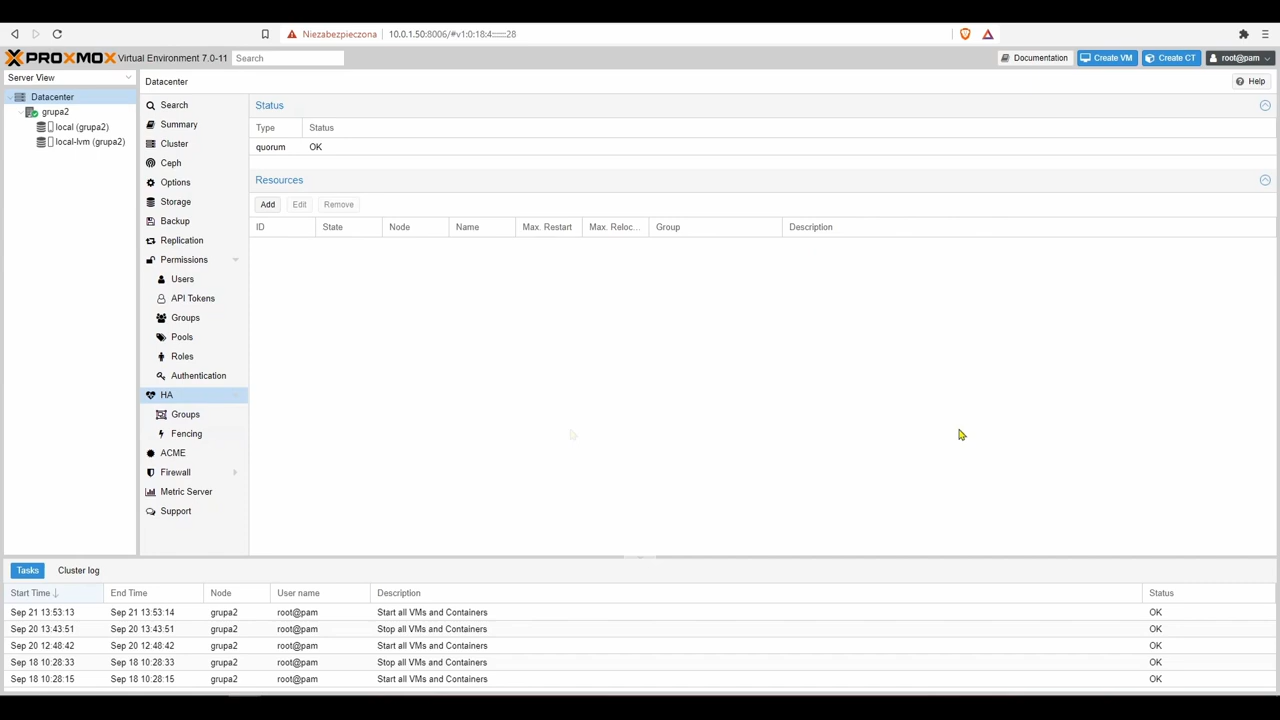 Niezabezpieczona 10.0.1.50:8006/#v1:0:18:4:::::::28
PROXMOX Virtual Environment 7.0-11 Search Documentation Create VM Create CT root@pam
Server View
Datacenter
grupa2
local (grupa2)
local-lvm (grupa2)
Datacenter Help
Search
Summary
Cluster
Ceph
Options
Storage
Backup
Replication
Permissions
Users
API Tokens
Groups
Pools
Roles
Authentication
HA
Groups
Fencing
ACME
Firewall
Metric Server
Support
Status
Type Status
quorum OK
Resources
Add Edit Remove
ID State Node Name Max. Restart Max. Reloc... Group Description
Tasks Cluster log
Start Time End Time Node User name Description Status
Sep 21 13:53:13 Sep 21 13:53:14 grupa2 root@pam Start all VMs and Containers OK
Sep 20 13:43:51 Sep 20 13:43:51 grupa2 root@pam Stop all VMs and Containers OK
Sep 20 12:48:42 Sep 20 12:48:42 grupa2 root@pam Start all VMs and Containers OK
Sep 18 10:28:33 Sep 18 10:28:33 grupa2 root@pam Stop all VMs and Containers OK
Sep 18 10:28:15 Sep 18 10:28:15 grupa2 root@pam Start all VMs and Containers OK